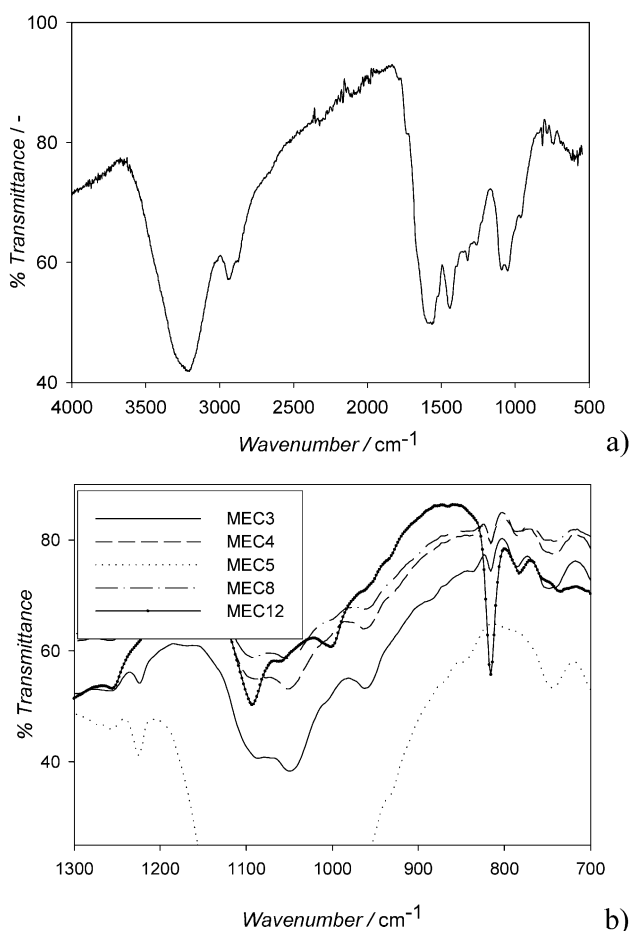 100
80
60
40
% Transmittance / -
4000 3500 3000 2500 2000 1500 1000 500
Wavenumber / cm-1
a)
MEC3
MEC4
MEC5
MEC8
MEC12
80
60
40
% Transmittance
1300 1200 1100 1000 900 800 700
Wavenumber / cm-1
b)